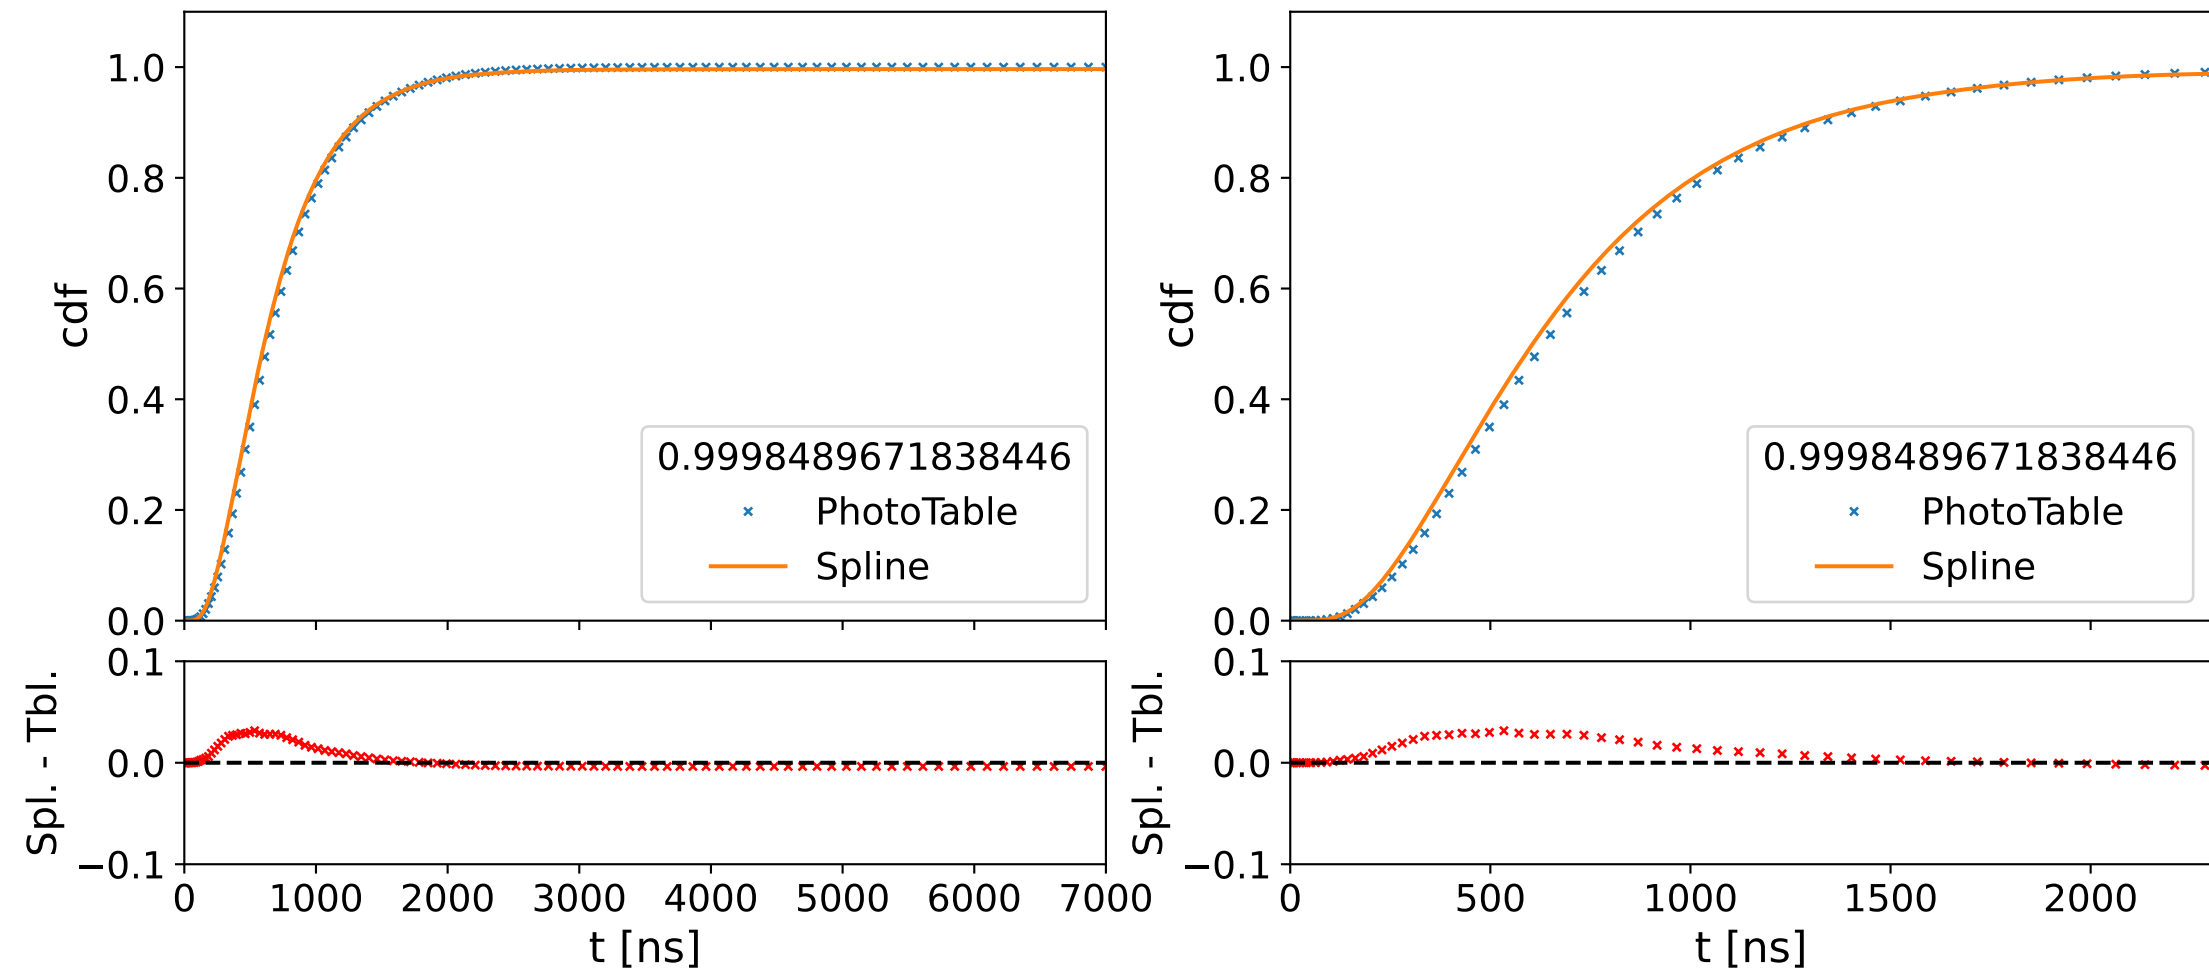 1.0
0.8
0.6
0.4
0.2
0.0
cdf
0.9998489671838446
PhotoTable
Spline
0.1
0.0
−0.1
Spl. - Tbl.
0 1000 2000 3000 4000 5000 6000 7000
t [ns]
1.0
0.8
0.6
0.4
0.2
0.0
cdf
0.9998489671838446
PhotoTable
Spline
0.1
0.0
−0.1
Spl. - Tbl.
0 500 1000 1500 2000
t [ns]